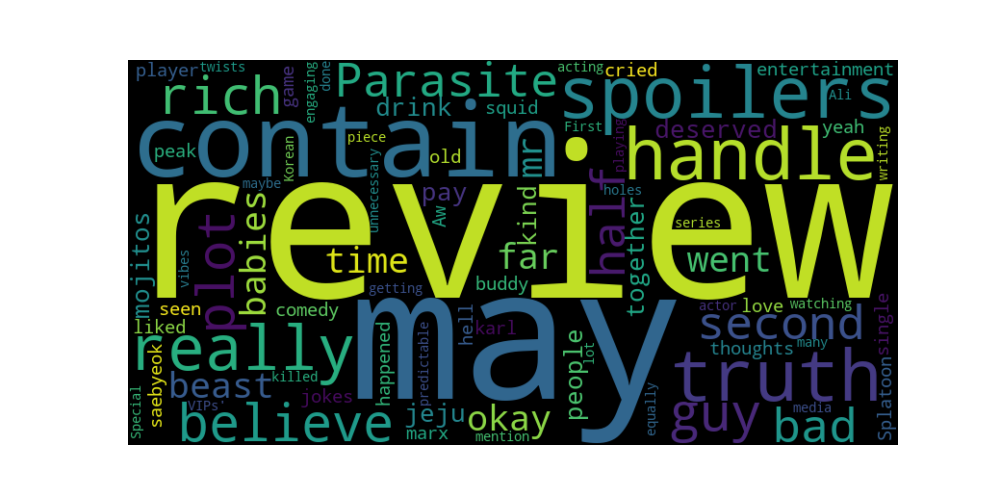 player
twists
rich
game
engaging
done
Parasite
drink
squid
acting
cried
spoilers
entertainment
Ali
contain
First
deserved
yeah
peak
Korean
piece
old
mr
handle
playing
writing
review
maybe
unnecessary
pay
Aw
kind
half
holes
together
series
mojitos
plot
babies
vibes
time
far
went
seen
getting
buddy
may
actor
love
watching
single
liked
comedy
really
happened
predictable
hell
karl
people
lot
second
thoughts
many
saebyeok
beast
killed
jokes
truth
Special
VIPs'
believe
jeju
marx
okay
mention
equally
guy
media
bad
Splatoon